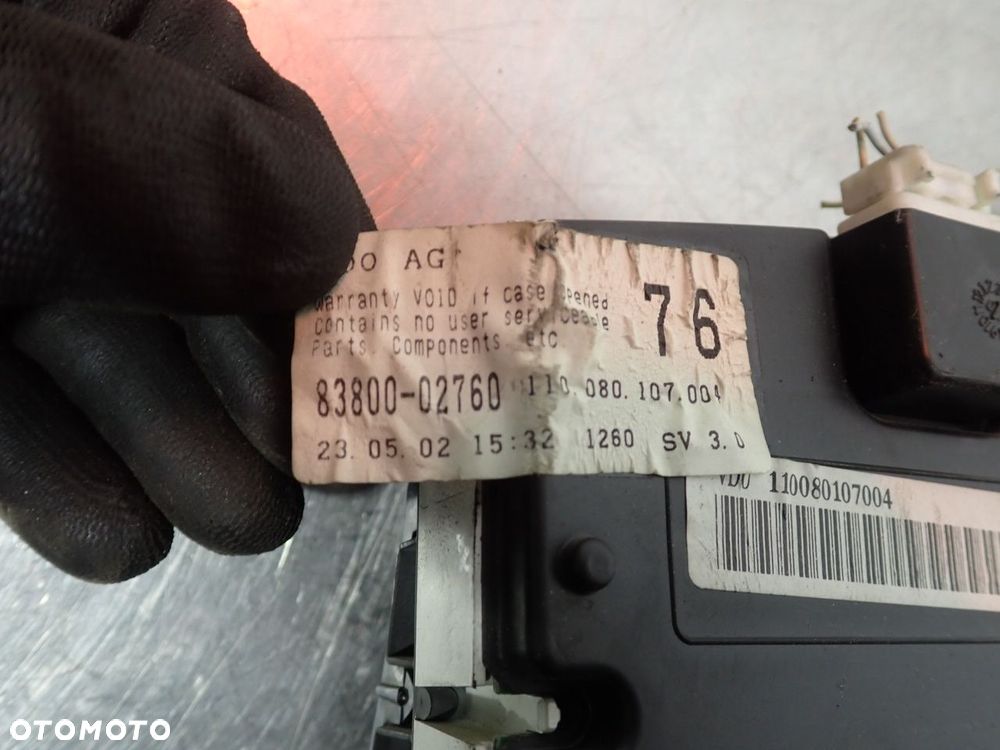 DO AG
Warranty VOID if case opened
Contains no user serviceable
Parts. Components etc
76
83800-02760 110.080.107.004
23.05.02 15:32 1260 SV 3.0
VDO 110080107004
OTOMOTO